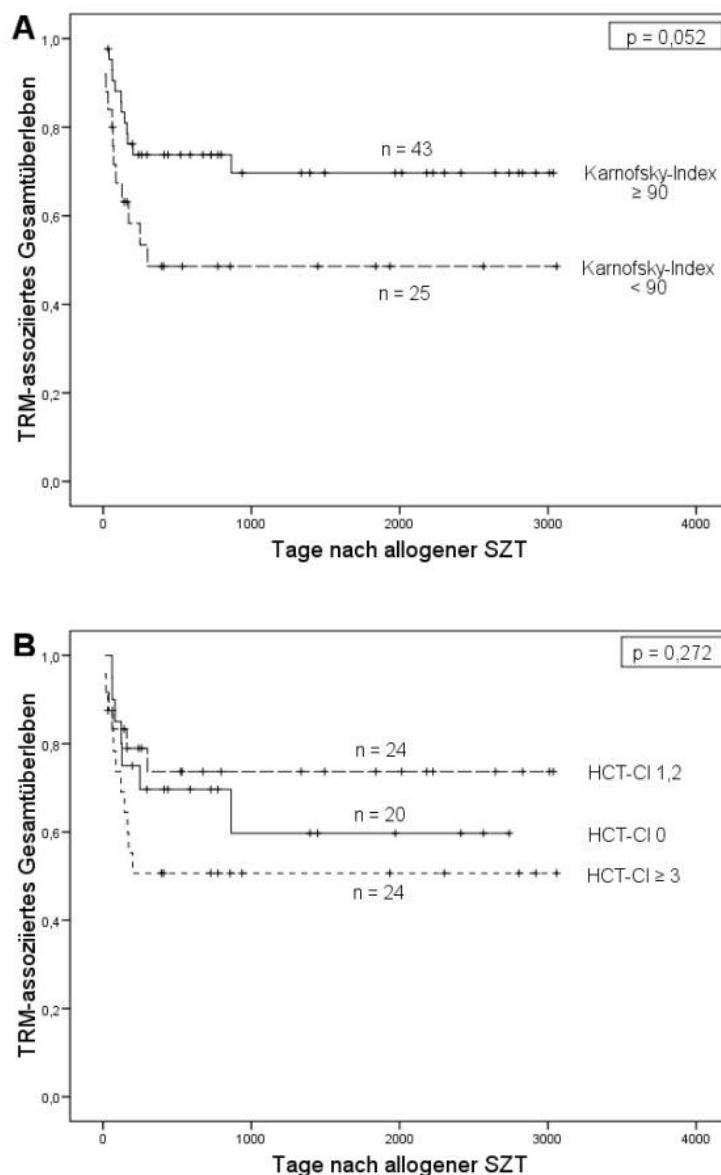 A
p = 0,052
TRM-assoziiertes Gesamtüberleben
1,0
0,8
0,6
0,4
0,2
0,0
n = 43
Karnofsky-Index
≥ 90
Karnofsky-Index
< 90
n = 25
0
1000
2000
3000
4000
Tage nach allogener SZT
B
p = 0,272
TRM-assoziiertes Gesamtüberleben
1,0
0,8
0,6
0,4
0,2
0,0
n = 24
HCT-CI 1,2
n = 20
HCT-CI 0
HCT-CI ≥ 3
n = 24
0
1000
2000
3000
4000
Tage nach allogener SZT